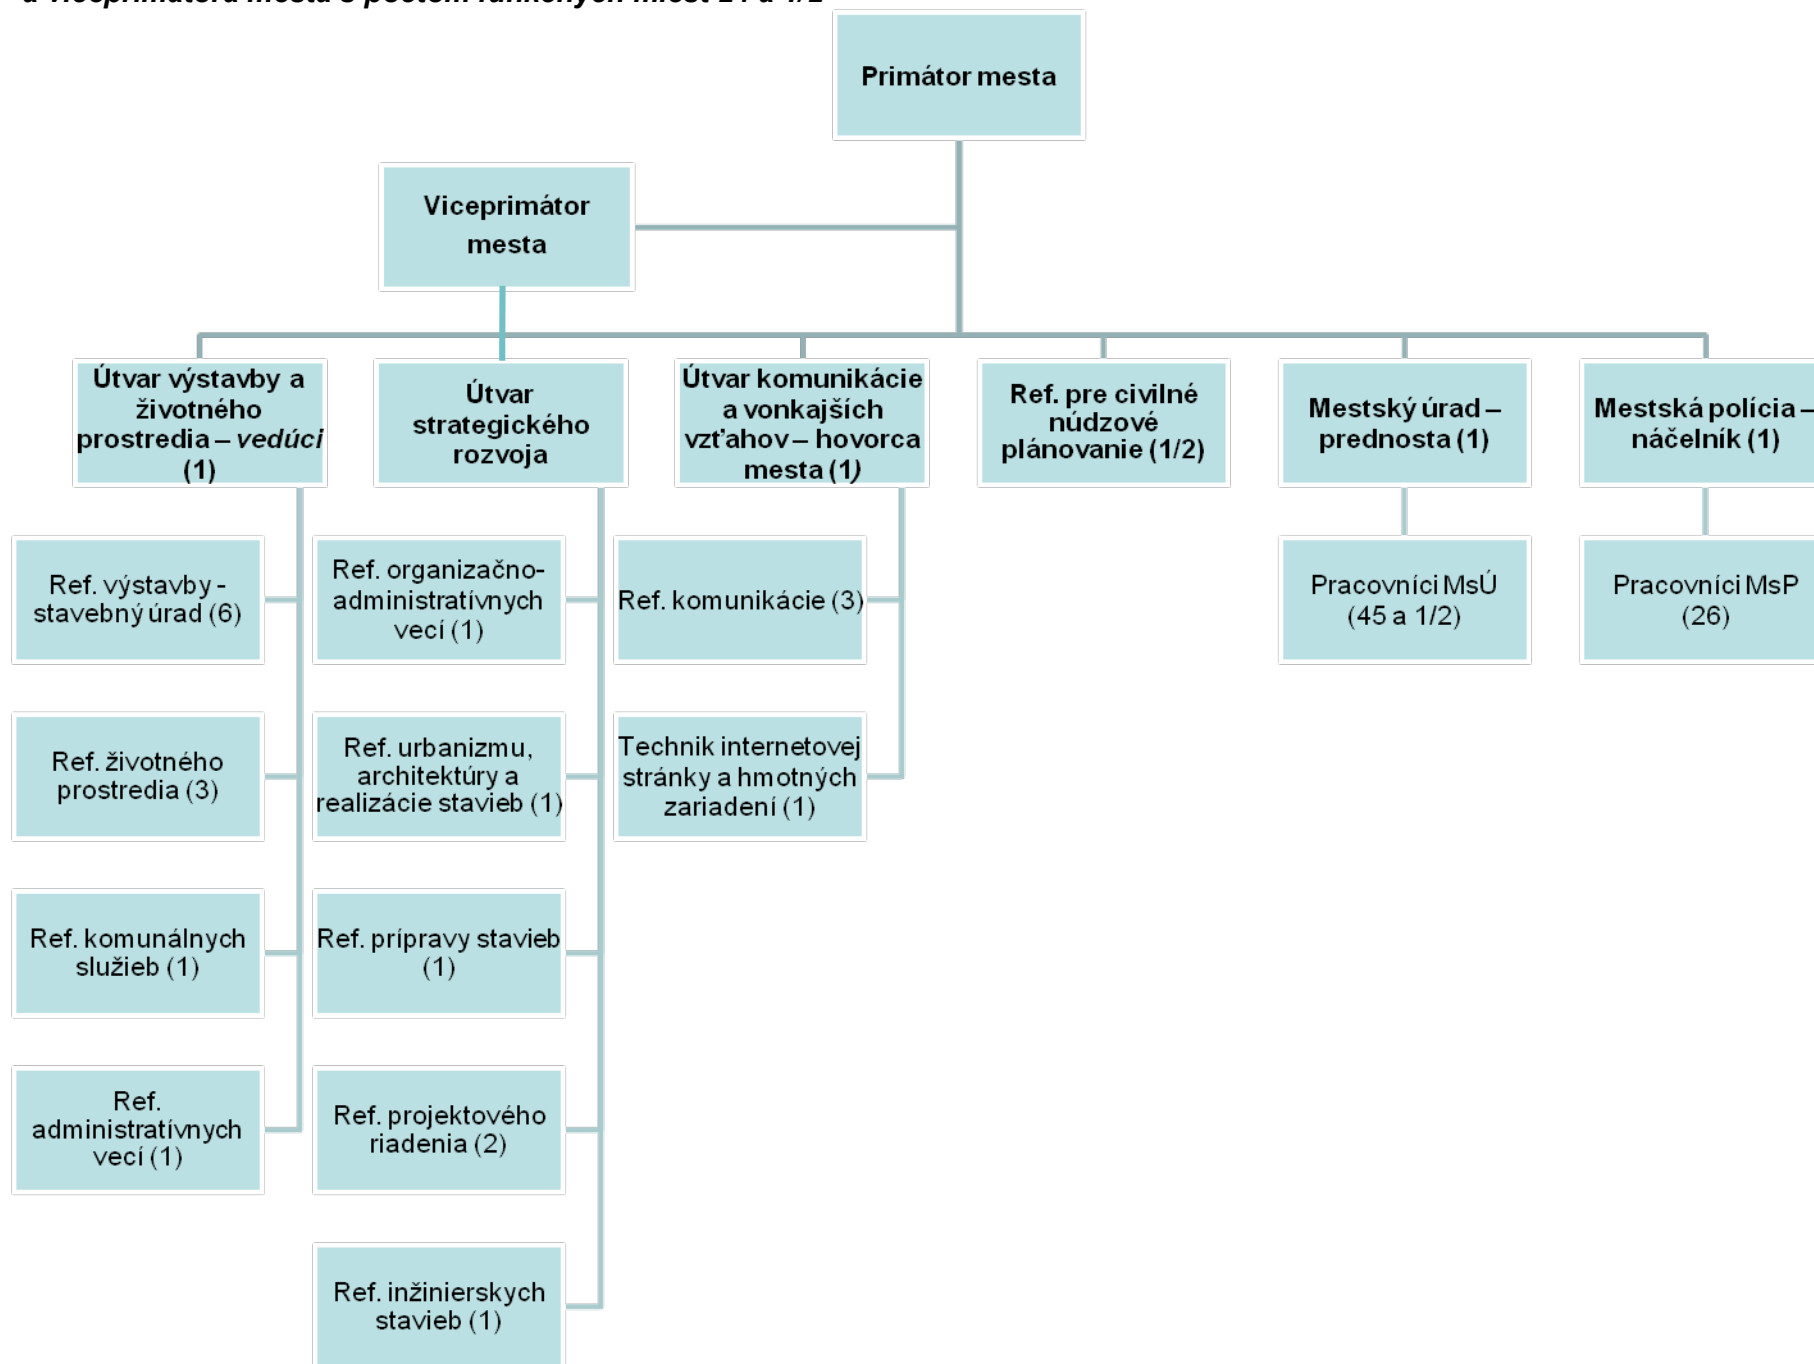 Primátor mesta
Viceprimátor
mesta
Útvar výstavby a
životného
prostredia – vedúci
(1)
Útvar
strategického
rozvoja
Útvar komunikácie
a vonkajších
vzťahov – hovorca
mesta (1)
Ref. pre civilné
núdzové
plánovanie (1/2)
Mestský úrad –
prednosta (1)
Mestská polícia –
náčelník (1)
Ref. výstavby -
stavebný úrad (6)
Ref. organizačno-
administratívnych
vecí (1)
Ref. komunikácie (3)
Pracovníci MsÚ
(45 a 1/2)
Pracovníci MsP
(26)
Ref. životného
prostredia (3)
Ref. urbanizmu,
architektúry a
realizácie stavieb (1)
Technik internetovej
stránky a hmotných
zariadení (1)
Ref. komunálnych
služieb (1)
Ref. prípravy stavieb
(1)
Ref.
administratívnych
vecí (1)
Ref. projektového
riadenia (2)
Ref. inžinierskych
stavieb (1)